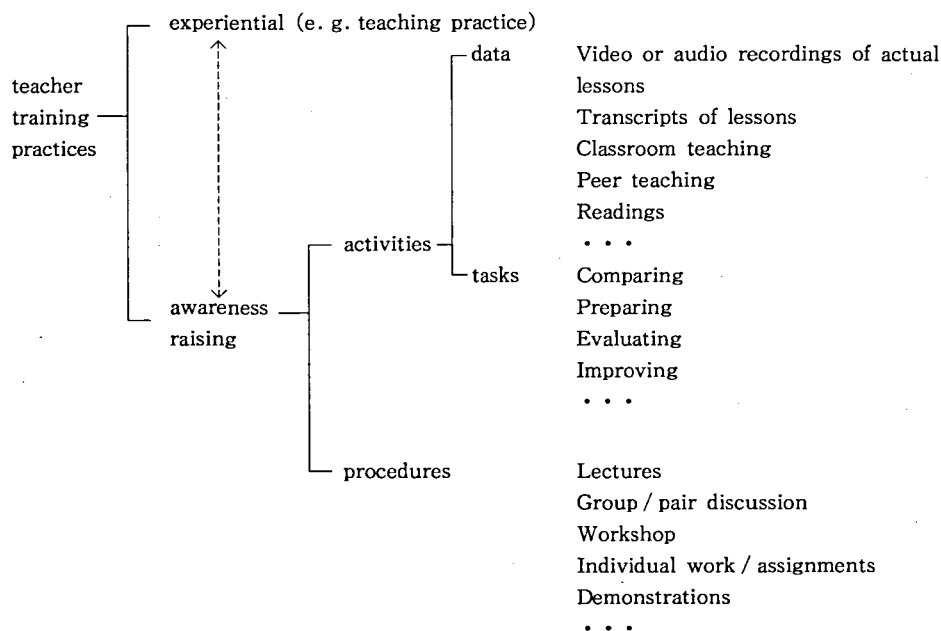 experiential (e. g. teaching practice)
data
Video or audio recordings of actual
lessons
Transcripts of lessons
Classroom teaching
Peer teaching
Readings
• • •
teacher
training
practices
activities
tasks
Comparing
Preparing
Evaluating
Improving
• • •
awareness
raising
procedures
Lectures
Group / pair discussion
Workshop
Individual work / assignments
Demonstrations
• • •